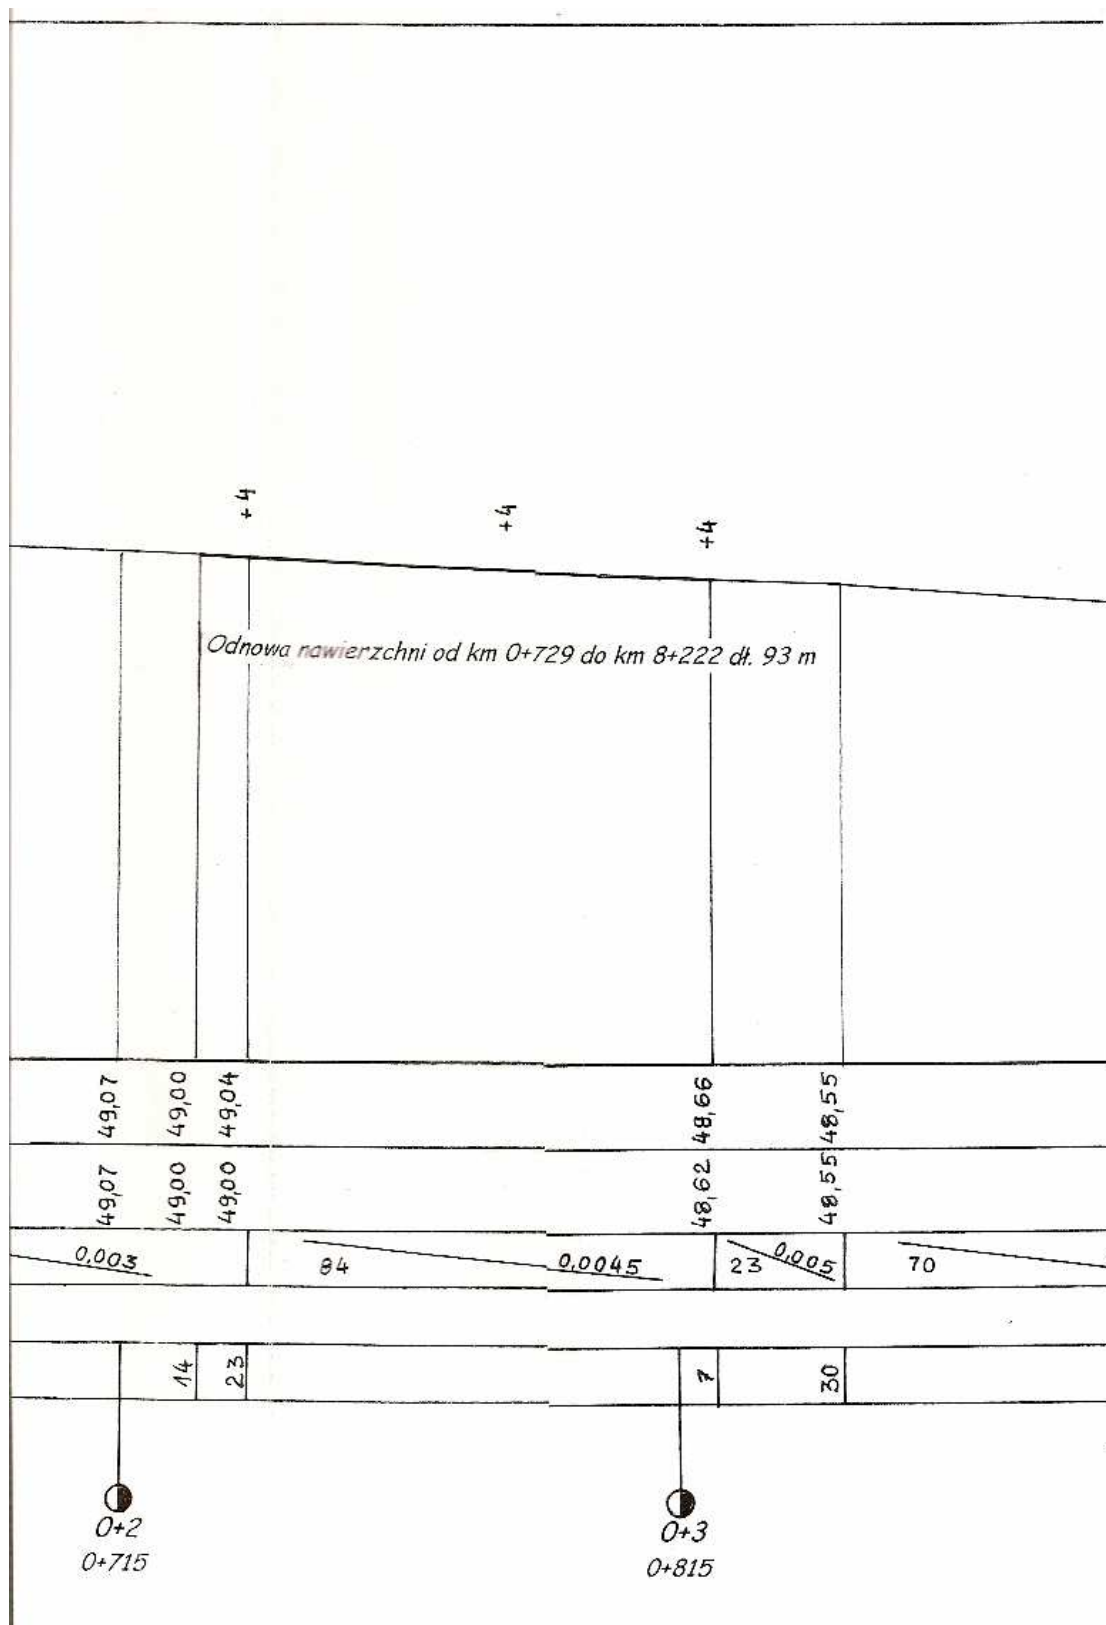 +4
+4
+4
Odnowa nawierzchni od km 0+729 do km 8+222 dł. 93 m
49,07 49,00 49,04 48,66 48,55
49,07 49,00 49,00 48,62 48,55
0,003 84 0,0045 23 0,005 70
14 23 7 30
0+2 0+3
0+715 0+815